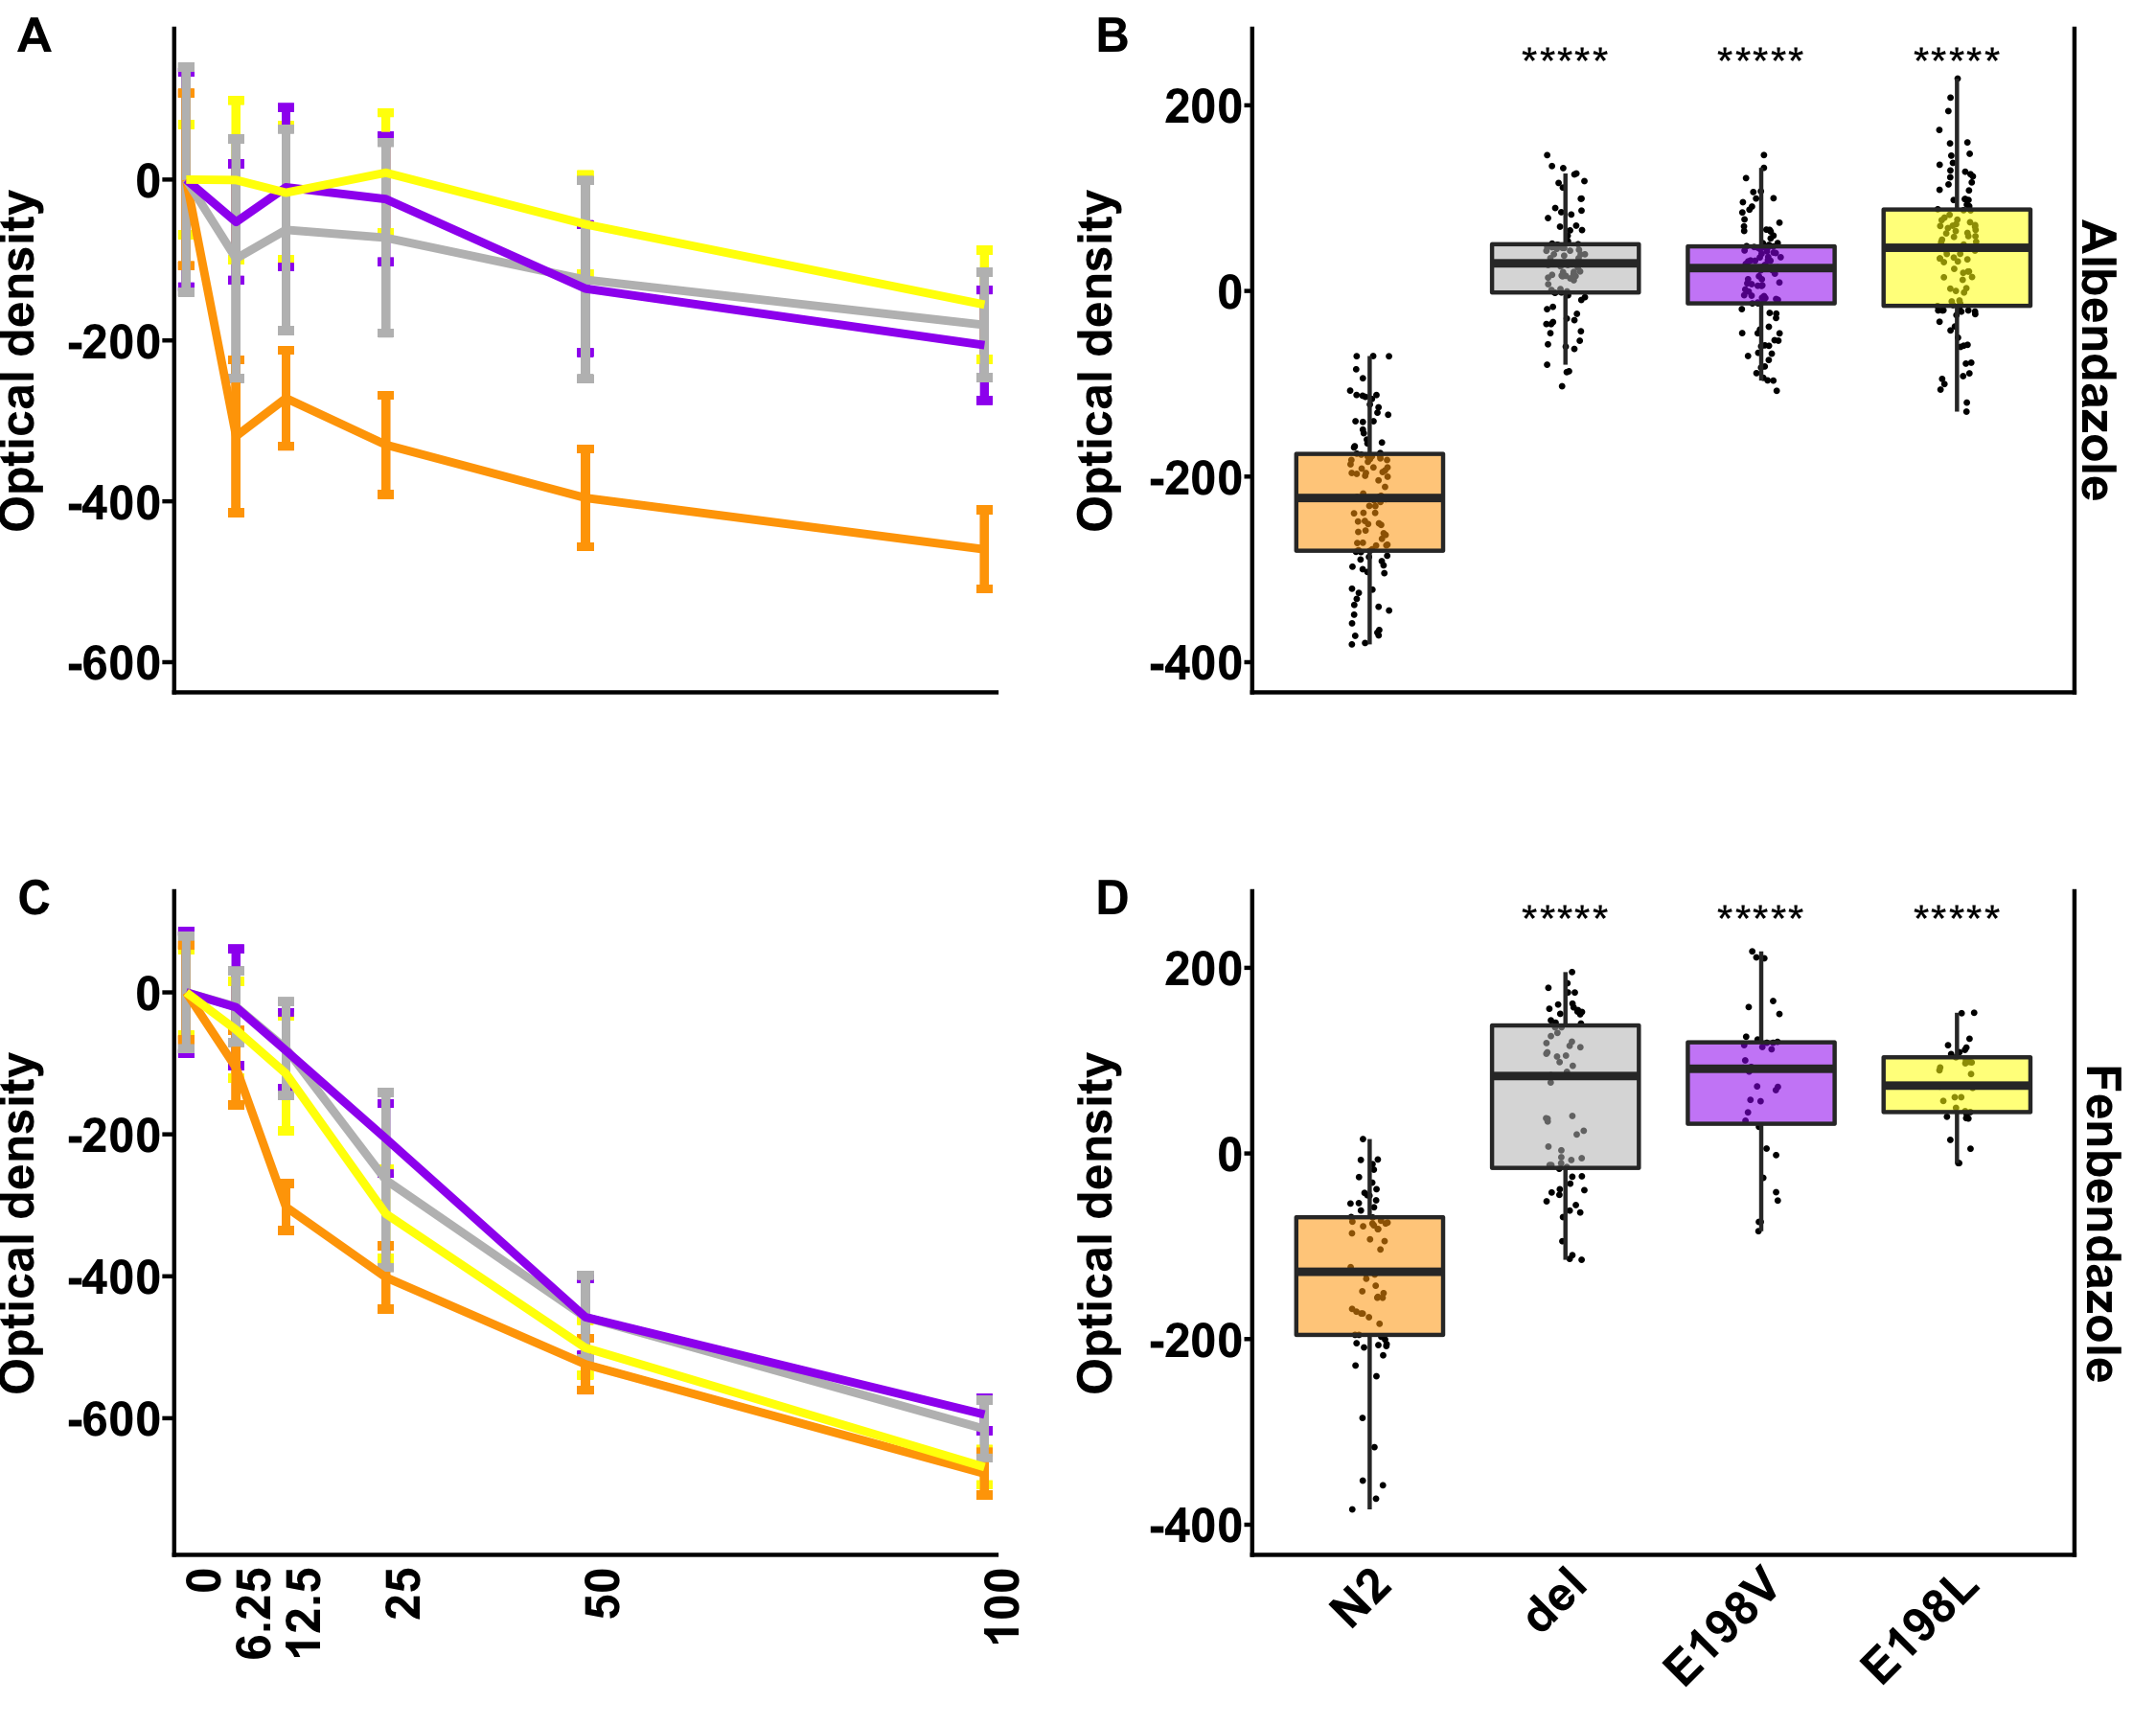 A
Optical density
0
-200
-400
-600
B
Optical density
200
0
-200
-400
*****
*****
*****
Albendazole
C
Optical density
0
-200
-400
-600
0
6.25
12.5
25
50
100
D
Optical density
200
0
-200
-400
*****
*****
*****
N2
del
E198V
E198L
Fenbendazole